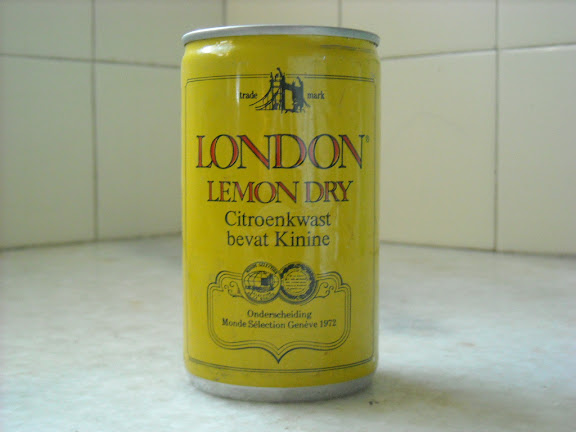 trade mark
LONDON®
LEMON DRY
Citroenkwast
bevat Kinine
Onderscheiding
Monde Sélection Genève 1972